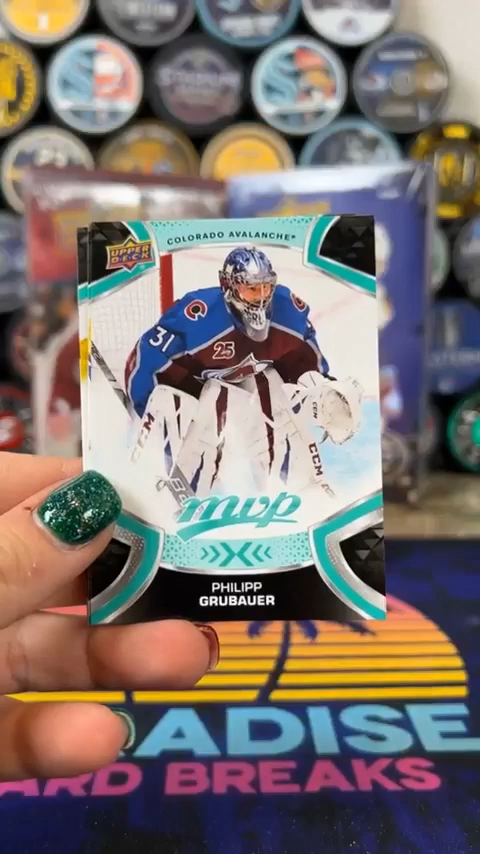 COLORADO AVALANCHE®
UPPER
DECK
C
31
25
CCM
CCM
mvp
PHILIPP
GRUBAUER
ADISE
ARD BREAKS